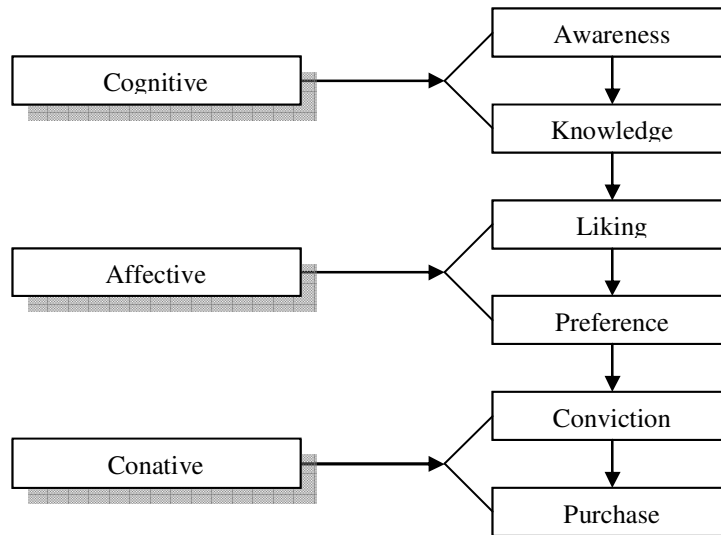 Awareness
Cognitive
Knowledge
Liking
Affective
Preference
Conviction
Conative
Purchase